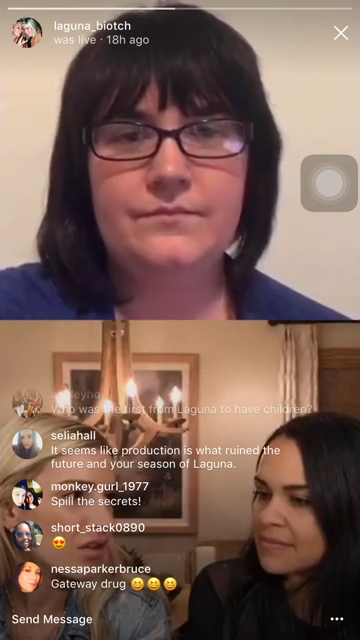 laguna_biotch
was live · 18h ago
Who was the first from Laguna to have children?
seliahall
It seems like production is what ruined the
future and your season of Laguna.
monkey.gurl_1977
Spill the secrets!
short_stack0890
😍
nessaparkerbruce
Gateway drug 😆😆😆
Send Message